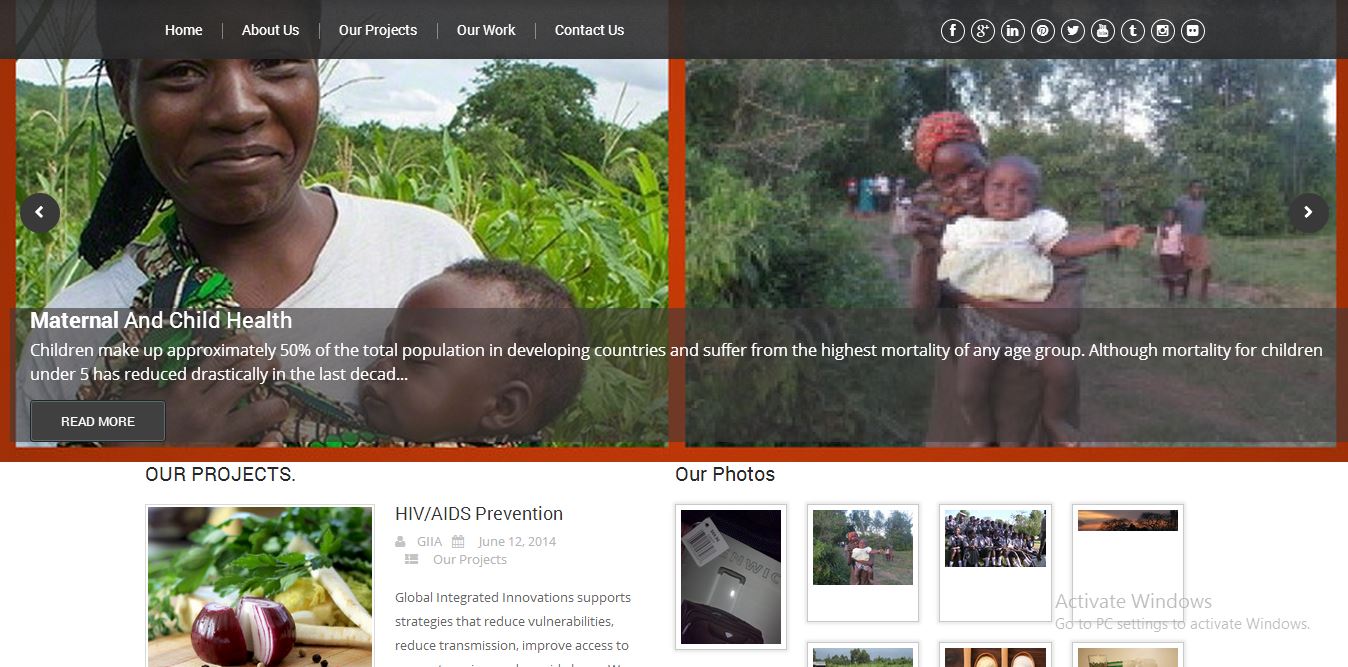 Home
About Us
Our Projects
Our Work
Contact Us
Maternal And Child Health
Children make up approximately 50% of the total population in developing countries and suffer from the highest mortality of any age group. Although mortality for children
under 5 has reduced drastically in the last decad...
READ MORE
OUR PROJECTS.
HIV/AIDS Prevention
GIIA June 12, 2014
Our Projects
Global Integrated Innovations supports
strategies that reduce vulnerabilities,
reduce transmission, improve access to
Our Photos
Activate Windows
Go to PC settings to activate Windows.